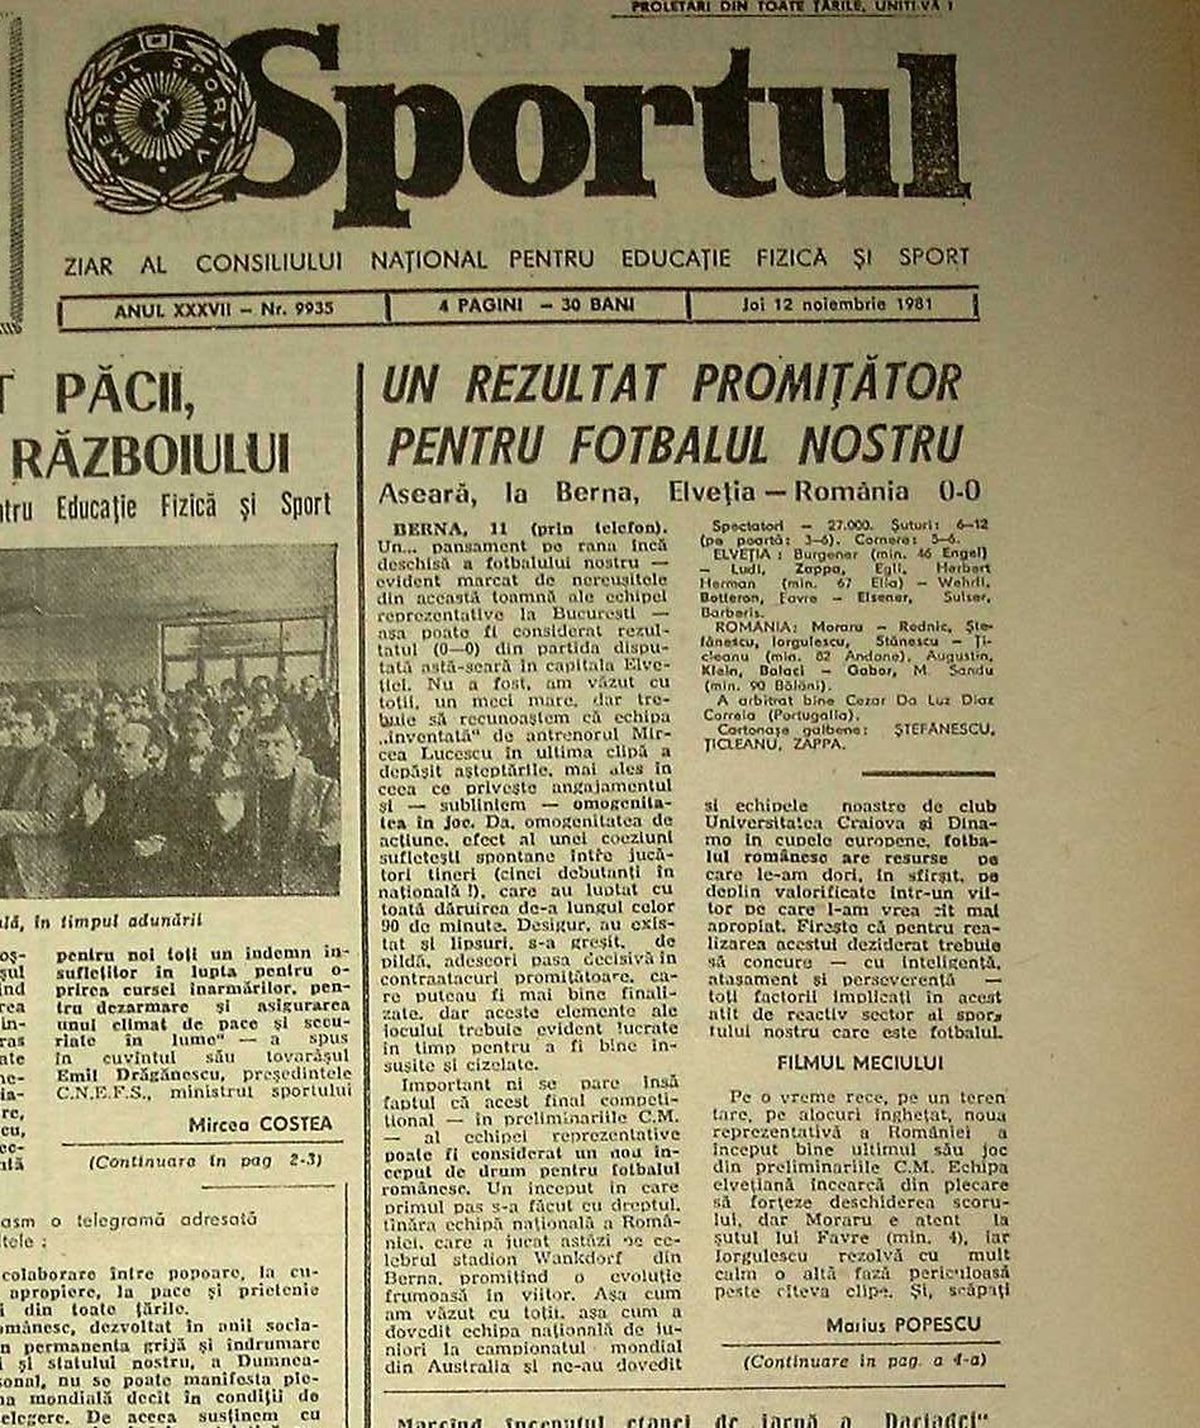 PROLETARI DIN TOATE ȚĂRILE, UNIȚI-VĂ !
MERITUL SPORTIV
Sportul
ZIAR AL CONSILIULUI NAȚIONAL PENTRU EDUCAȚIE FIZICĂ ȘI SPORT
ANUL XXXVII — Nr. 9935
4 PAGINI — 30 BANI
Joi 12 noiembrie 1981
PĂCII,
RĂZBOIULUI
Educație Fizică și Sport
în timpul adunării
pentru noi toți un îndemn în-
suflețitor în lupta pentru o-
prirea cursei înarmărilor, pen-
tru dezarmare și asigurarea
unui climat de pace și secu-
ritate în lume" — a spus
în cuvîntul său tovarășul
Emil Drăgănescu, președintele
C.N.E.F.S., ministrul sportului
Mircea COSTEA
(Continuare în pag 2-3)
o telegramă adresată
colaborare între popoare, la cu-
apropiere, la pace și prietenie
din toate țările.
dezvoltat în anii socia-
permanenta grijă și îndrumare
și statului nostru, a Dumnea-
nu se poate manifesta ple-
mondială decît în condiții de
De aceea susținem cu
UN REZULTAT PROMIȚĂTOR
PENTRU FOTBALUL NOSTRU
Aseară, la Berna, Elveția — România 0-0
BERNA, 11 (prin telefon).
Un... pansament pe rana încă
deschisă a fotbalului nostru —
evident marcat de nereușitele
din această toamnă ale echipei
reprezentative la București —
așa poate fi considerat rezul-
tatul (0—0) din partida dispu-
tată astă-seară în capitala Elve-
ției. Nu a fost, am văzut cu
toții, un meci mare, dar tre-
buie să recunoaștem că echipa
„inventată" de antrenorul Mir-
cea Lucescu în ultima clipă a
depășit așteptările, mai ales în
ceea ce privește angajamentul
și — subliniem — omogenita-
tea în joc. Da, omogenitatea de
acțiune, efect al unei coeziuni
sufletești spontane între jucă-
tori tineri (cinci debutanți în
națională !), care au luptat cu
toată dăruirea de-a lungul celor
90 de minute. Desigur, au exis-
tat și lipsuri, s-a greșit, de
pildă, adeseori pasa decisivă în
contraatacuri promițătoare, ca-
re puteau fi mai bine finali-
zate, dar aceste elemente ale
jocului trebuie evident lucrate
în timp pentru a fi bine în-
sușite și cizelate.
Important ni se pare însă
faptul că acest final competi-
țional — în preliminariile C.M.
— al echipei reprezentative
poate fi considerat un nou în-
ceput de drum pentru fotbalul
românesc. Un început în care
primul pas s-a făcut cu dreptul,
tînăra echipă națională a Româ-
niei, care a jucat astăzi pe ce-
lebrul stadion Wankdorf din
Berna, promițînd o evoluție
frumoasă în viitor. Așa cum
am văzut cu toții, așa cum a
dovedit echipa națională de ju-
niori la campionatul mondial
din Australia și ne-au dovedit
Spectatori — 27.000. Șuturi: 6—12
(pe poartă: 3—6). Cornere: 5—6.
ELVEȚIA : Burgener (min. 46 Engel)
— Ludi, Zappa, Egli, Herbert
Herman (min. 67 Elia) — Wehrli,
Botteron, Favre — Elsener, Sulser,
Barberis.
ROMÂNIA: Moraru — Rednic, Ște-
fănescu, Iorgulescu, Stănescu — Ți-
cleanu (min. 82 Andone), Augustin,
Klein, Balaci — Gabor, M. Sandu
(min. 90 Bölöni).
A arbitrat bine Cezar Da Luz Diaz
Correia (Portugalia).
Cartonașe galbene: ȘTEFĂNESCU,
ȚICLEANU, ZAPPA.
și echipele noastre de club
Universitatea Craiova și Dina-
mo în cupele europene, fotba-
lul românesc are resurse pe
care le-am dori, în sfîrșit, pe
deplin valorificate într-un vii-
tor pe care l-am vrea cît mai
apropiat. Firește că pentru rea-
lizarea acestui deziderat trebuie
să concure — cu inteligență,
atașament și perseverență —
toți factorii implicați în acest
atît de reactiv sector al spor-
tului nostru care este fotbalul.
FILMUL MECIULUI
Pe o vreme rece, pe un teren
tare, pe alocuri înghețat, noua
reprezentativă a României a
început bine ultimul său joc
din preliminariile C.M. Echipa
elvețiană încearcă din plecare
să forțeze deschiderea scoru-
lui, dar Moraru e atent la
șutul lui Favre (min. 4), iar
Iorgulescu rezolvă cu mult
calm o altă fază periculoasă
peste cîteva clipe. Și, scăpați
Marius POPESCU
(Continuare în pag. a 4-a)
Marcînd începutul etapei de iarnă a „Daciadei"